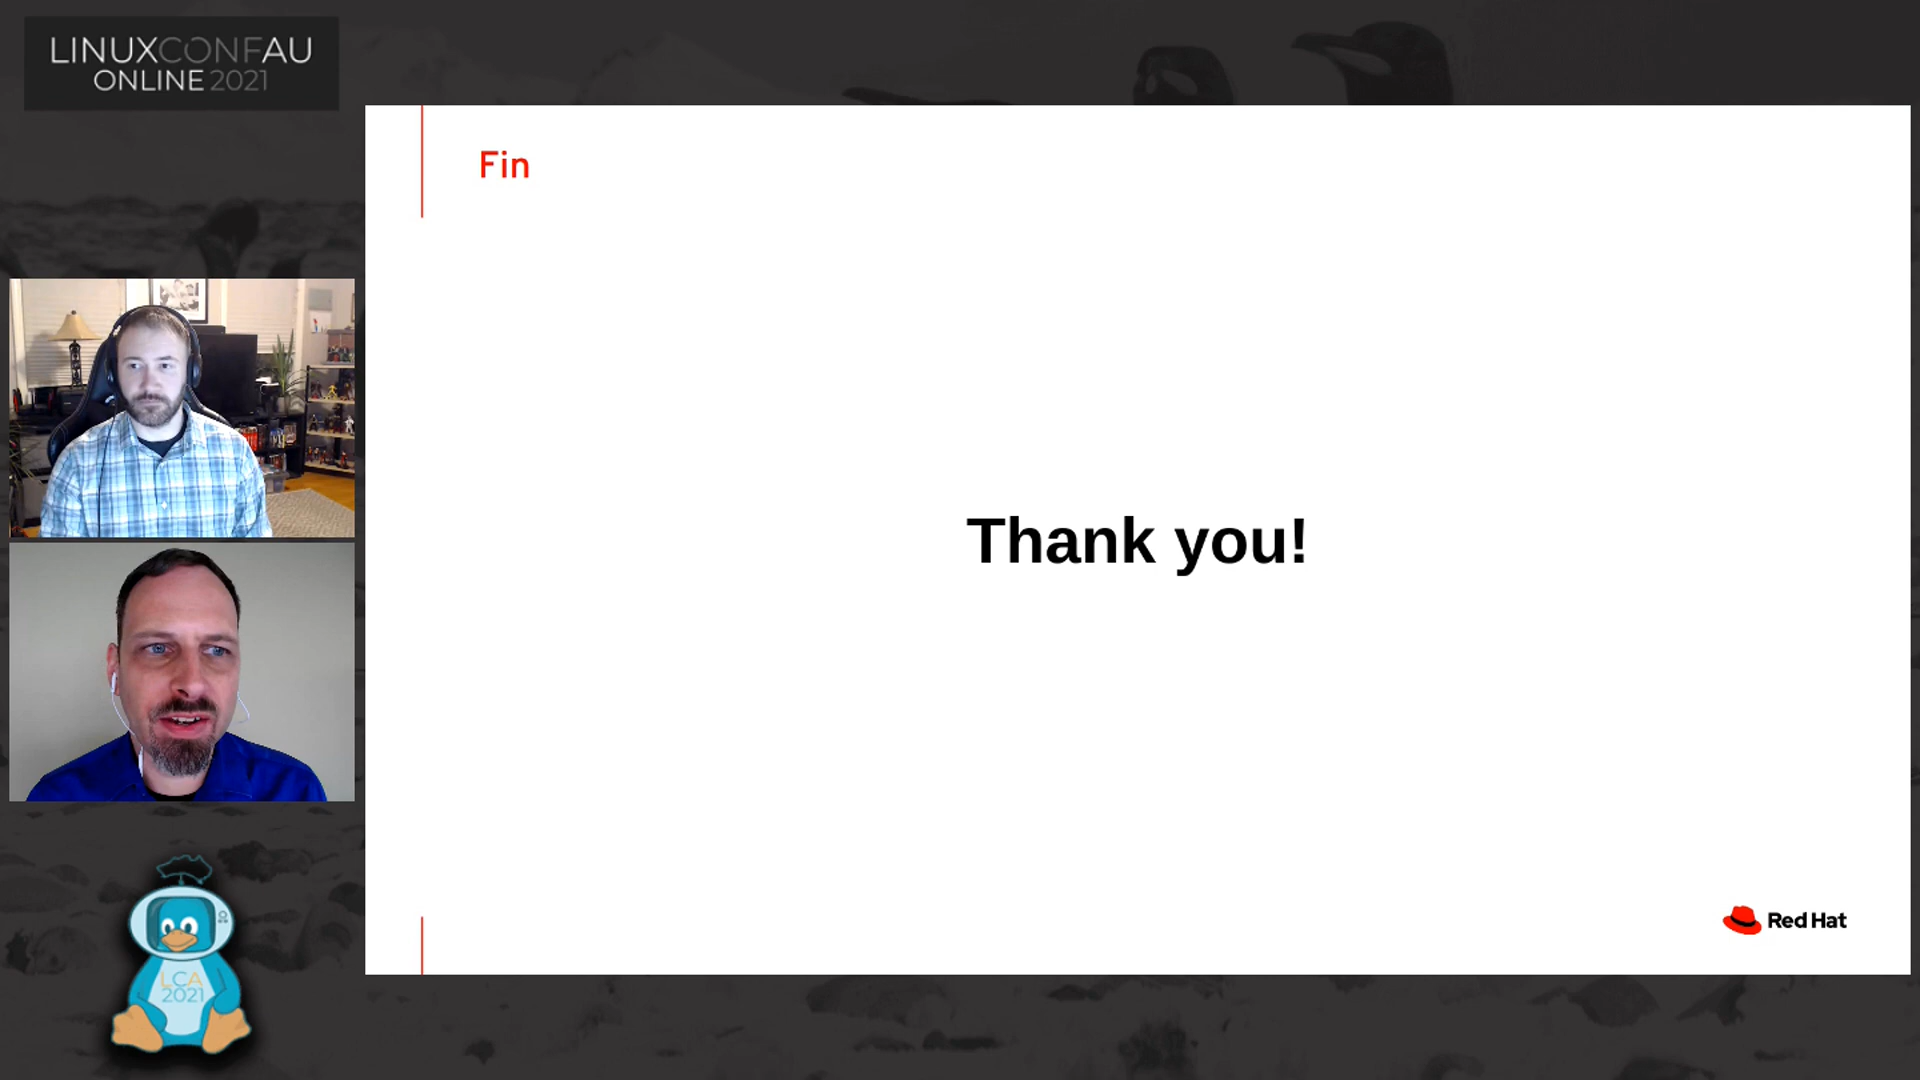 LINUXCONFAU
ONLINE 2021
Fin
Thank you!
Red Hat
LCA
2021